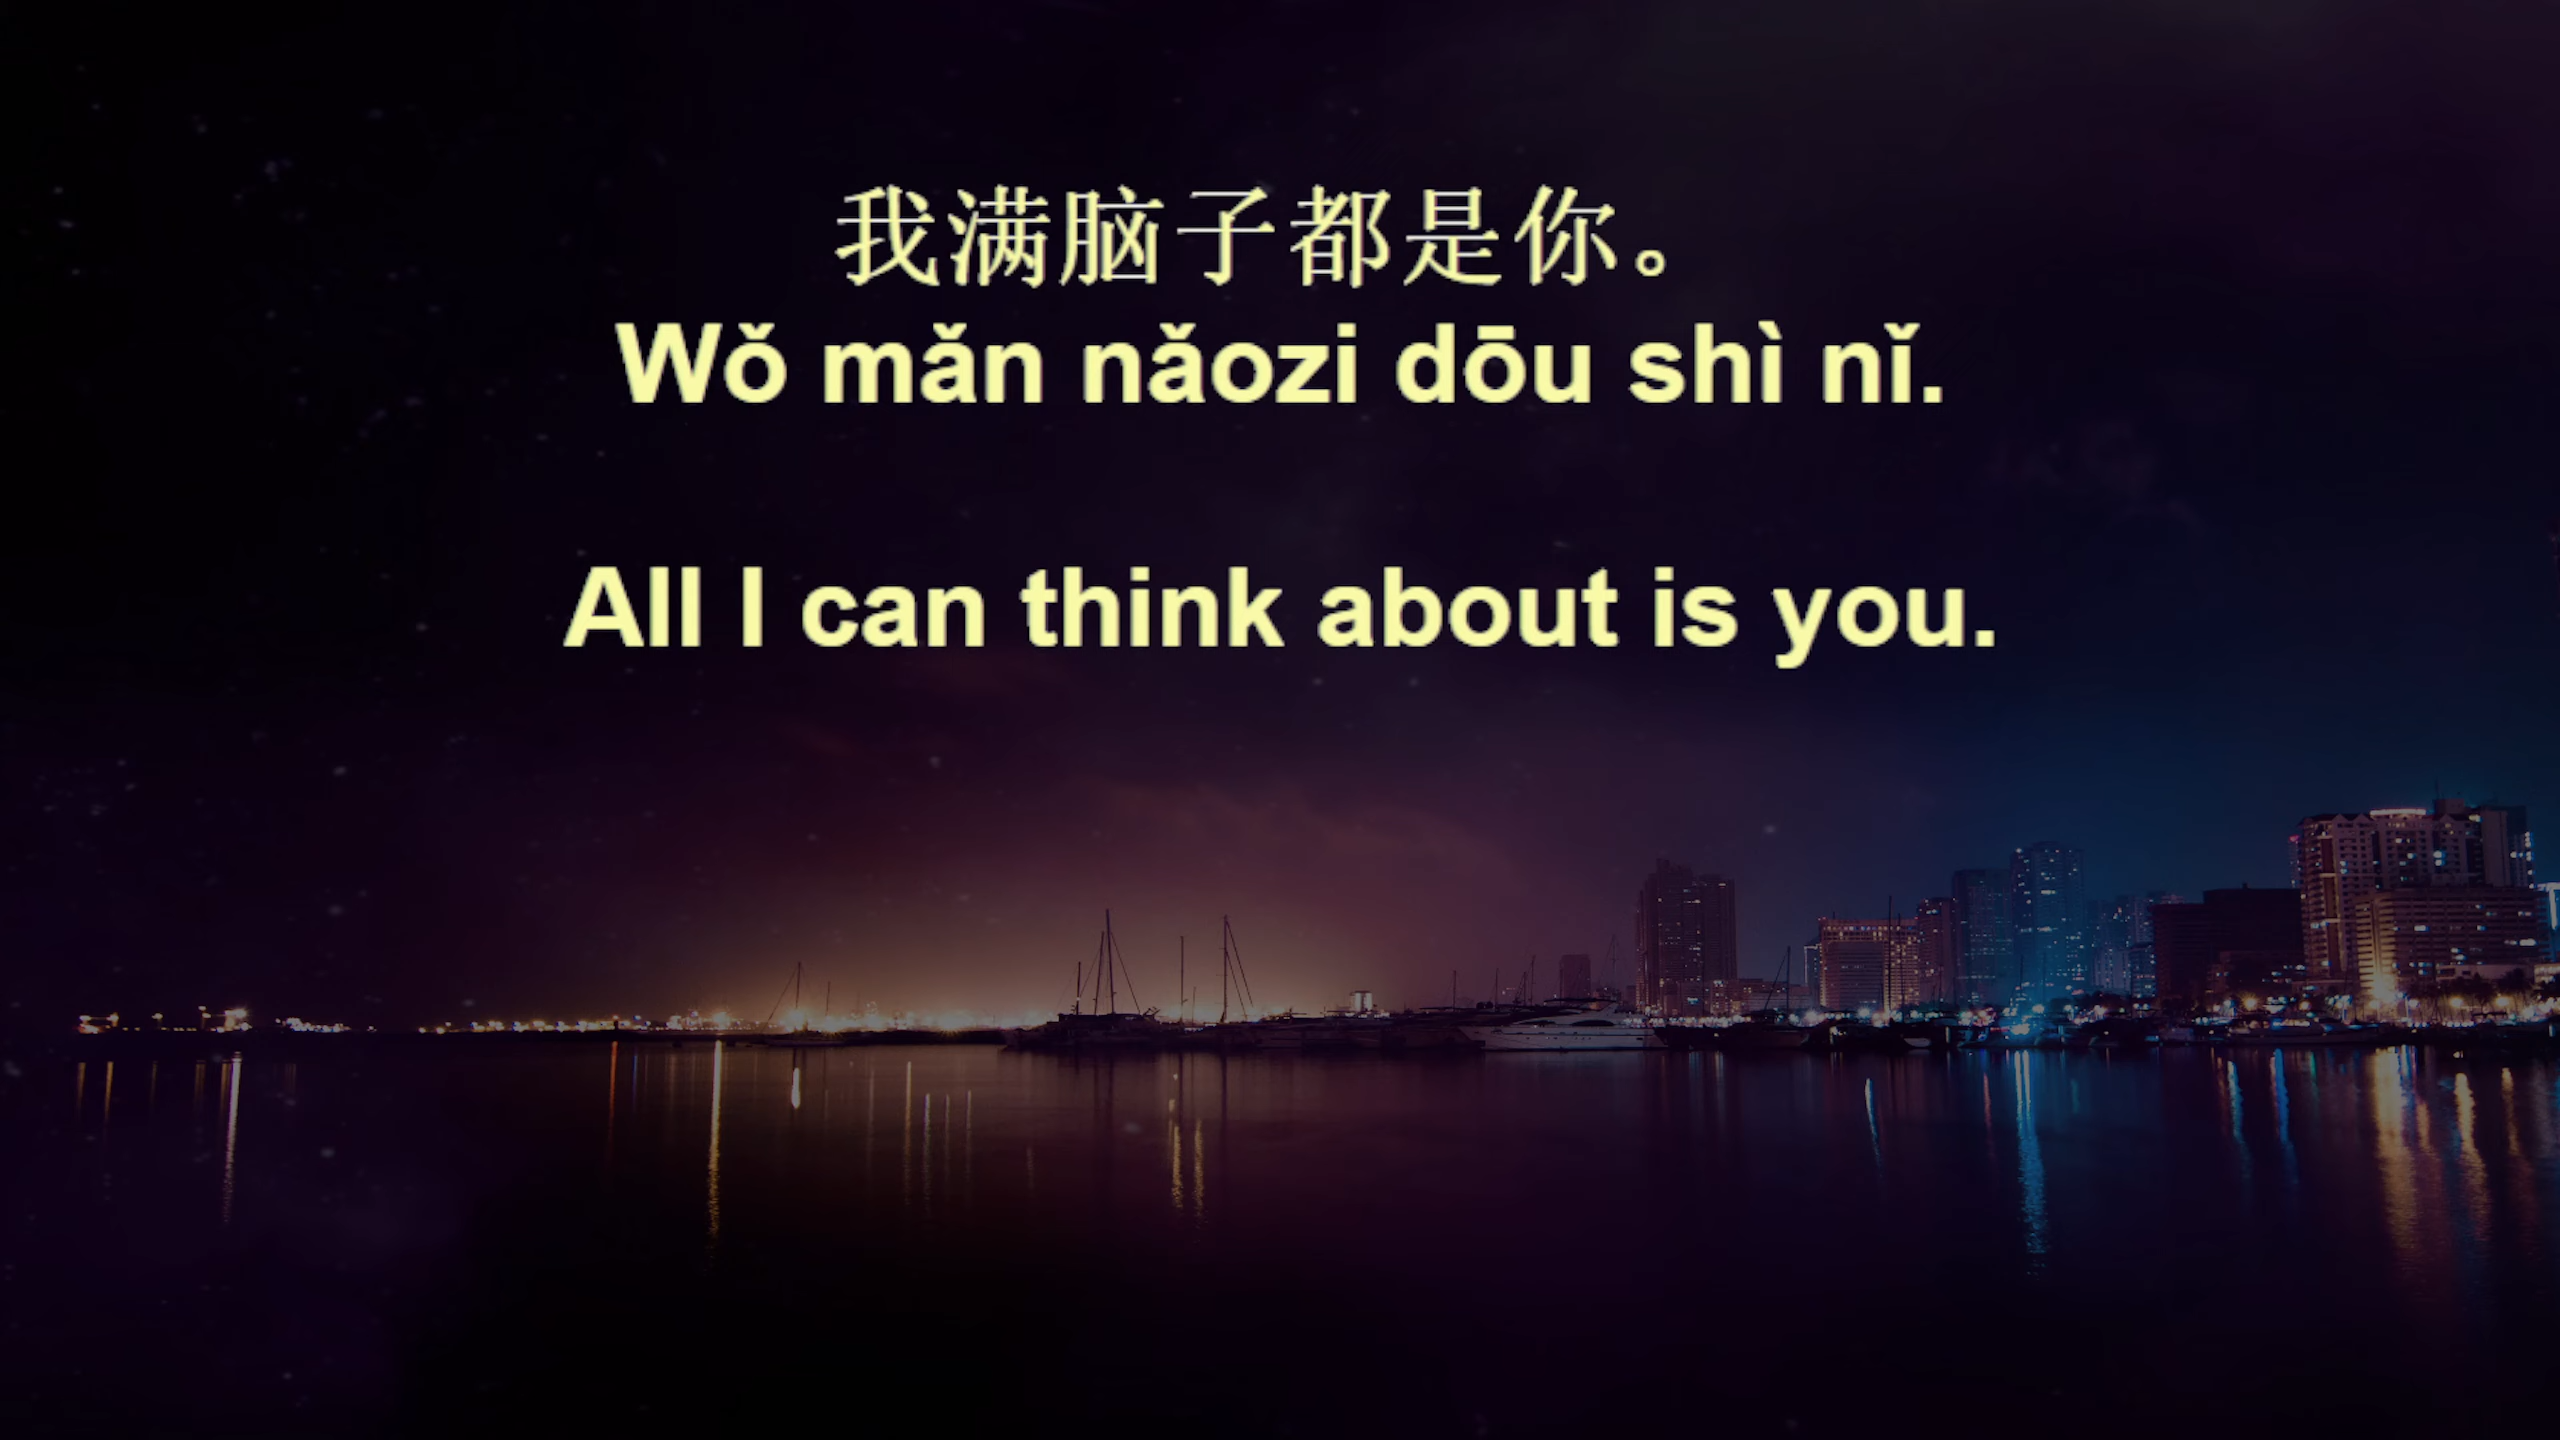 我满脑子都是你。
Wǒ mǎn nǎozi dōu shì nǐ.
All I can think about is you.